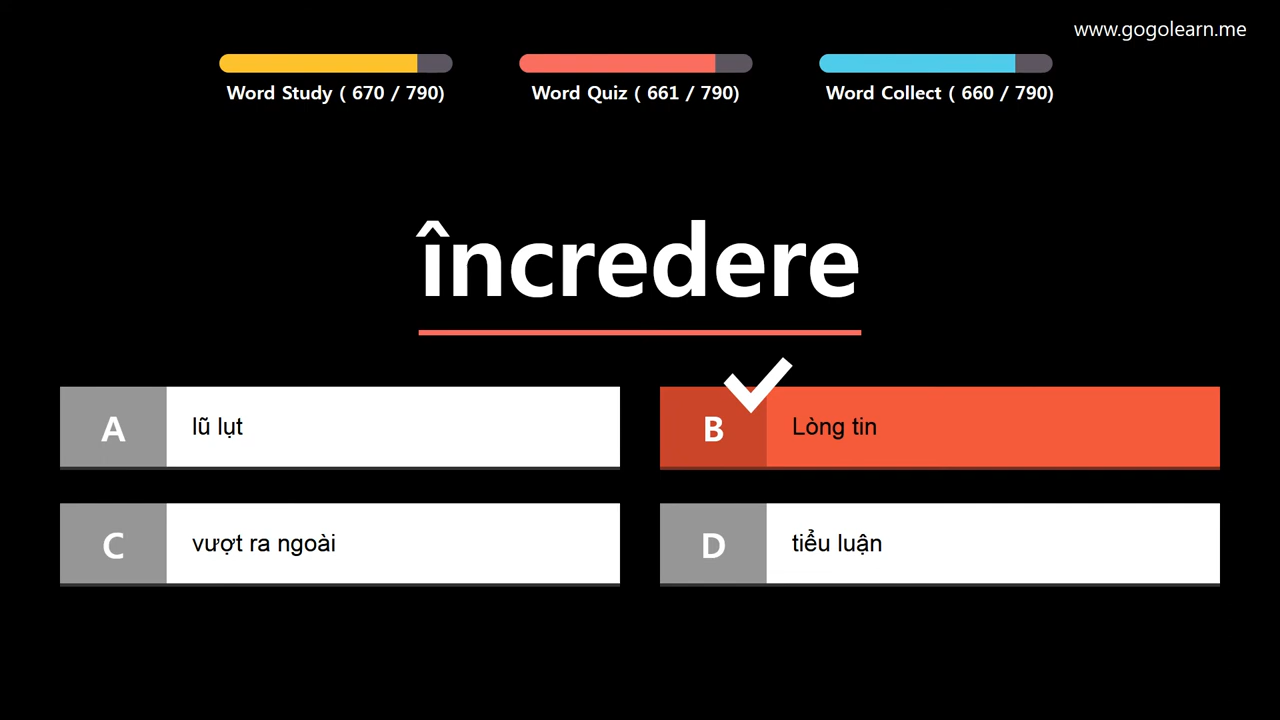 www.gogolearn.me
Word Study ( 670 / 790)
Word Quiz ( 661 / 790)
Word Collect ( 660 / 790)
încredere
A lũ lụt
B Lòng tin
C vượt ra ngoài
D tiểu luận